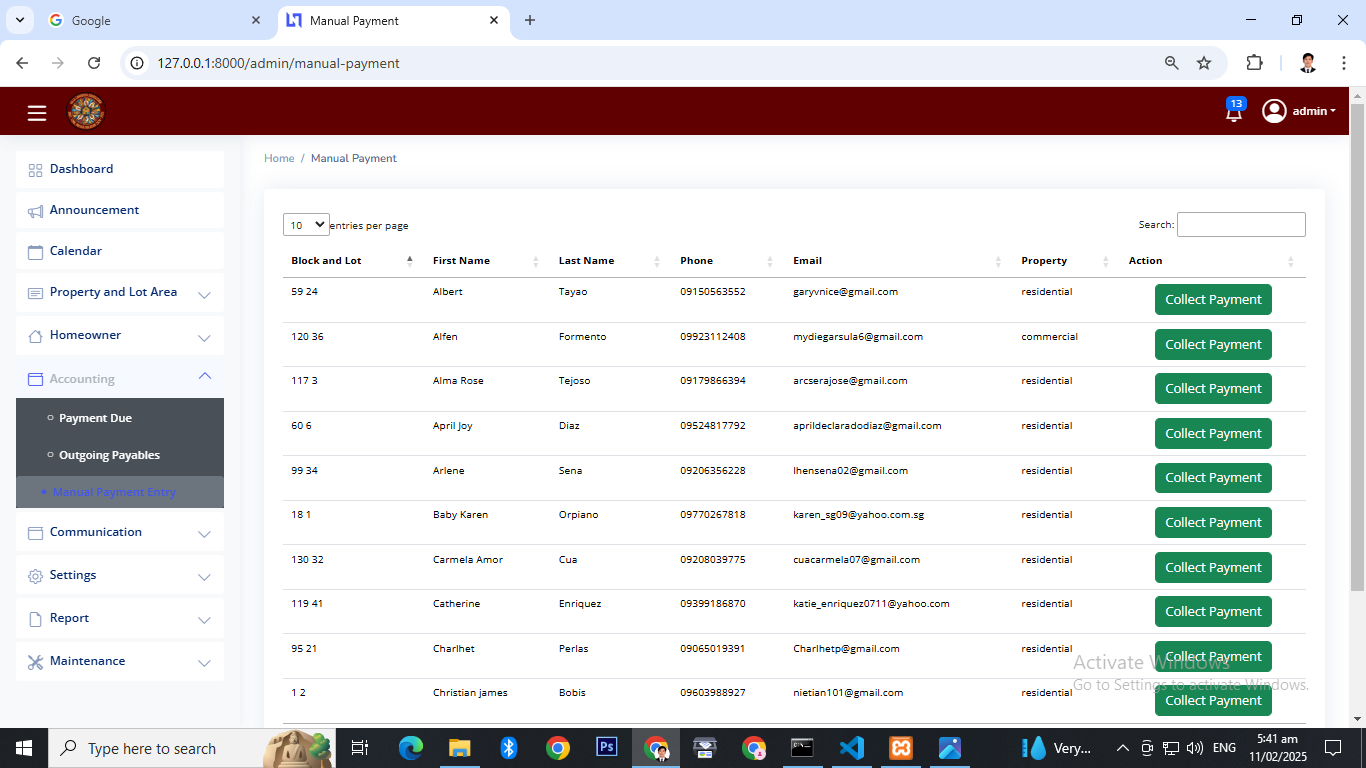 Google
Manual Payment
127.0.0.1:8000/admin/manual-payment
13
admin
Dashboard
Announcement
Calendar
Property and Lot Area
Homeowner
Accounting
Payment Due
Outgoing Payables
Manual Payment Entry
Communication
Settings
Report
Maintenance
Home / Manual Payment
10 entries per page
Search:
Block and Lot First Name Last Name Phone Email Property Action
59 24 Albert Tayao 09150563552 garyvnice@gmail.com residential Collect Payment
120 36 Alfen Formento 09923112408 mydiegarsula6@gmail.com commercial Collect Payment
117 3 Alma Rose Tejoso 09179866394 arcserajose@gmail.com residential Collect Payment
60 6 April Joy Diaz 09524817792 aprildeclaradodiaz@gmail.com residential Collect Payment
99 34 Arlene Sena 09206356228 lhensena02@gmail.com residential Collect Payment
18 1 Baby Karen Orpiano 09770267818 karen_sg09@yahoo.com.sg residential Collect Payment
130 32 Carmela Amor Cua 09208039775 cuacarmela07@gmail.com residential Collect Payment
119 41 Catherine Enriquez 09399186870 katie_enriquez0711@yahoo.com residential Collect Payment
95 21 Charlhet Perlas 09065019391 Charlhetp@gmail.com residential Collect Payment
1 2 Christian james Bobis 09603988927 nietian101@gmail.com residential Collect Payment
Activate Windows
Go to Settings to activate Windows.
Type here to search
Ps
Very...
ENG
5:41 am
11/02/2025